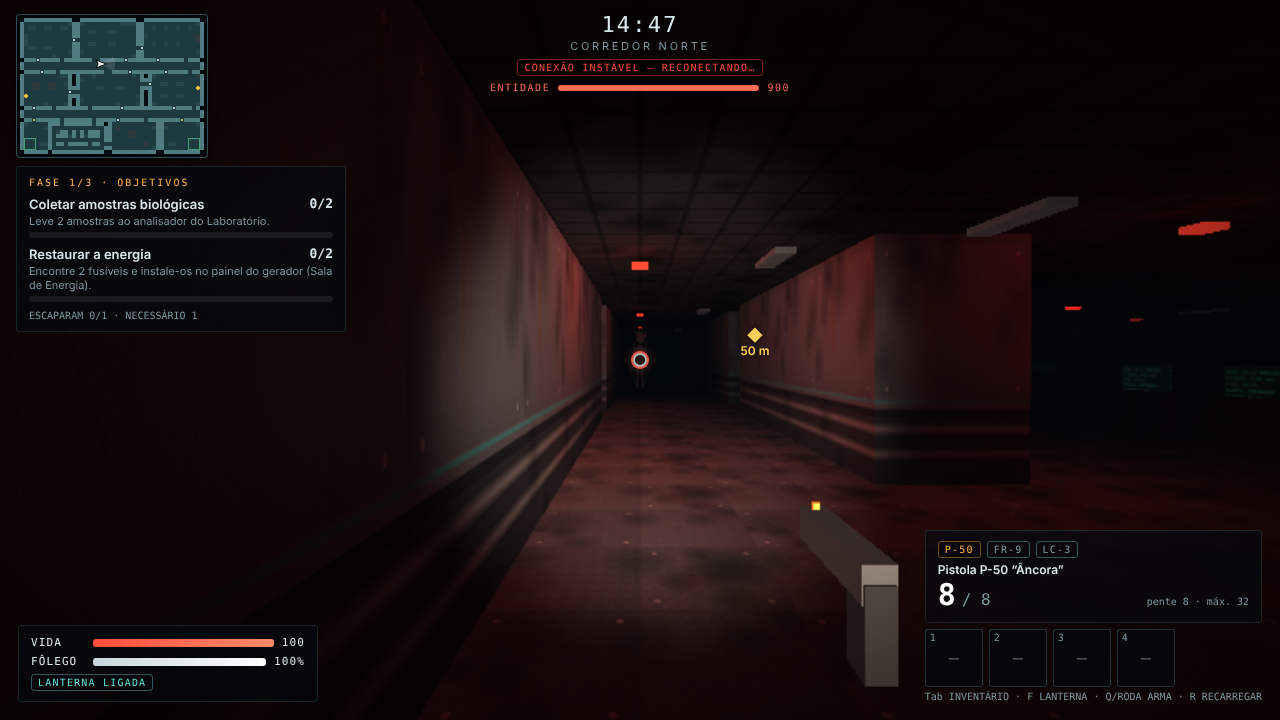 14:47
CORREDOR NORTE
CONEXÃO INSTÁVEL — RECONECTANDO…
ENTIDADE 900
FASE 1/3 · OBJETIVOS
Coletar amostras biológicas 0/2
Leve 2 amostras ao analisador do Laboratório.
Restaurar a energia 0/2
Encontre 2 fusíveis e instale-os no painel do gerador (Sala
de Energia).
ESCAPARAM 0/1 · NECESSÁRIO 1
50 m
P-50 FR-9 LC-3
Pistola P-50 “Âncora”
8 / 8 pente 8 · máx. 32
1 2 3 4
— — — —
Tab INVENTÁRIO · F LANTERNA · Q/RODA ARMA · R RECARREGAR
VIDA 100
FÔLEGO 100%
LANTERNA LIGADA